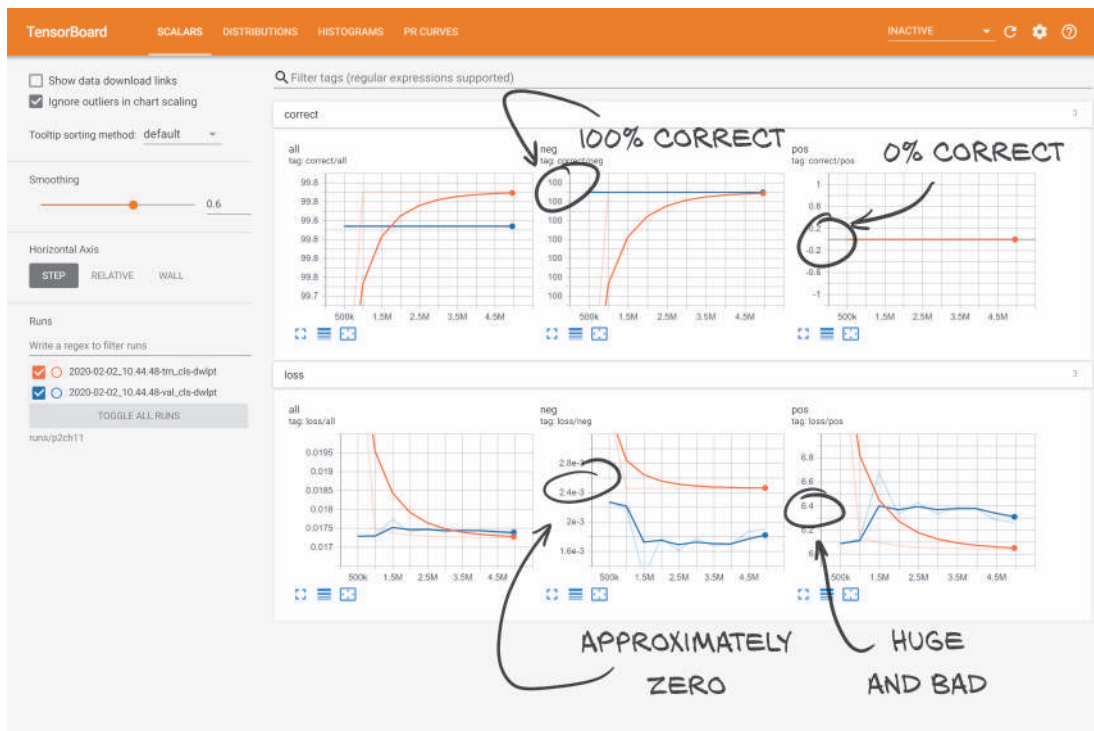 TensorBoard SCALARS DISTRIBUTIONS HISTOGRAMS PR CURVES INACTIVE
Show data download links
Ignore outliers in chart scaling
Tooltip sorting method: default
Smoothing
0.6
Horizontal Axis
STEP RELATIVE WALL
Runs
Write a regex to filter runs
2020-02-02_10.44.48-trn_cls-dwlpt
2020-02-02_10.44.48-val_cls-dwlpt
TOGGLE ALL RUNS
runs/p2ch11
Filter tags (regular expressions supported)
correct 3
100% CORRECT
0% CORRECT
all
tag: correct/all
99.8
99.8
99.8
99.8
99.8
99.8
99.7
500k 1.5M 2.5M 3.5M 4.5M
neg
tag: correct/neg
100
100
100
100
100
100
100
500k 1.5M 2.5M 3.5M 4.5M
pos
tag: correct/pos
1
0.6
0.2
-0.2
-0.6
-1
500k 1.5M 2.5M 3.5M 4.5M
loss 3
all
tag: loss/all
0.0195
0.019
0.0185
0.018
0.0175
0.017
500k 1.5M 2.5M 3.5M 4.5M
neg
tag: loss/neg
2.8e-3
2.4e-3
2e-3
1.6e-3
500k 1.5M 2.5M 3.5M 4.5M
pos
tag: loss/pos
6.8
6.6
6.4
6.2
6
500k 1.5M 2.5M 3.5M 4.5M
APPROXIMATELY
ZERO
HUGE
AND BAD